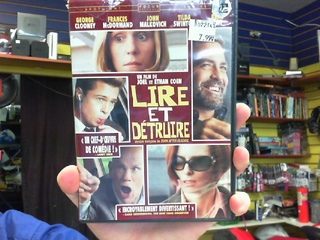 GEORGE CLOONEY
FRANCES McDORMAND
JOHN MALKOVICH
TILDA SWINTON
7.99
UN FILM DE
JOEL ET ETHAN COEN
LIRE
ET
DÉTRUIRE
« UN CHEF-D'ŒUVRE
DE COMÉDIE! »
« INCROYABLEMENT DIVERTISSANT! »